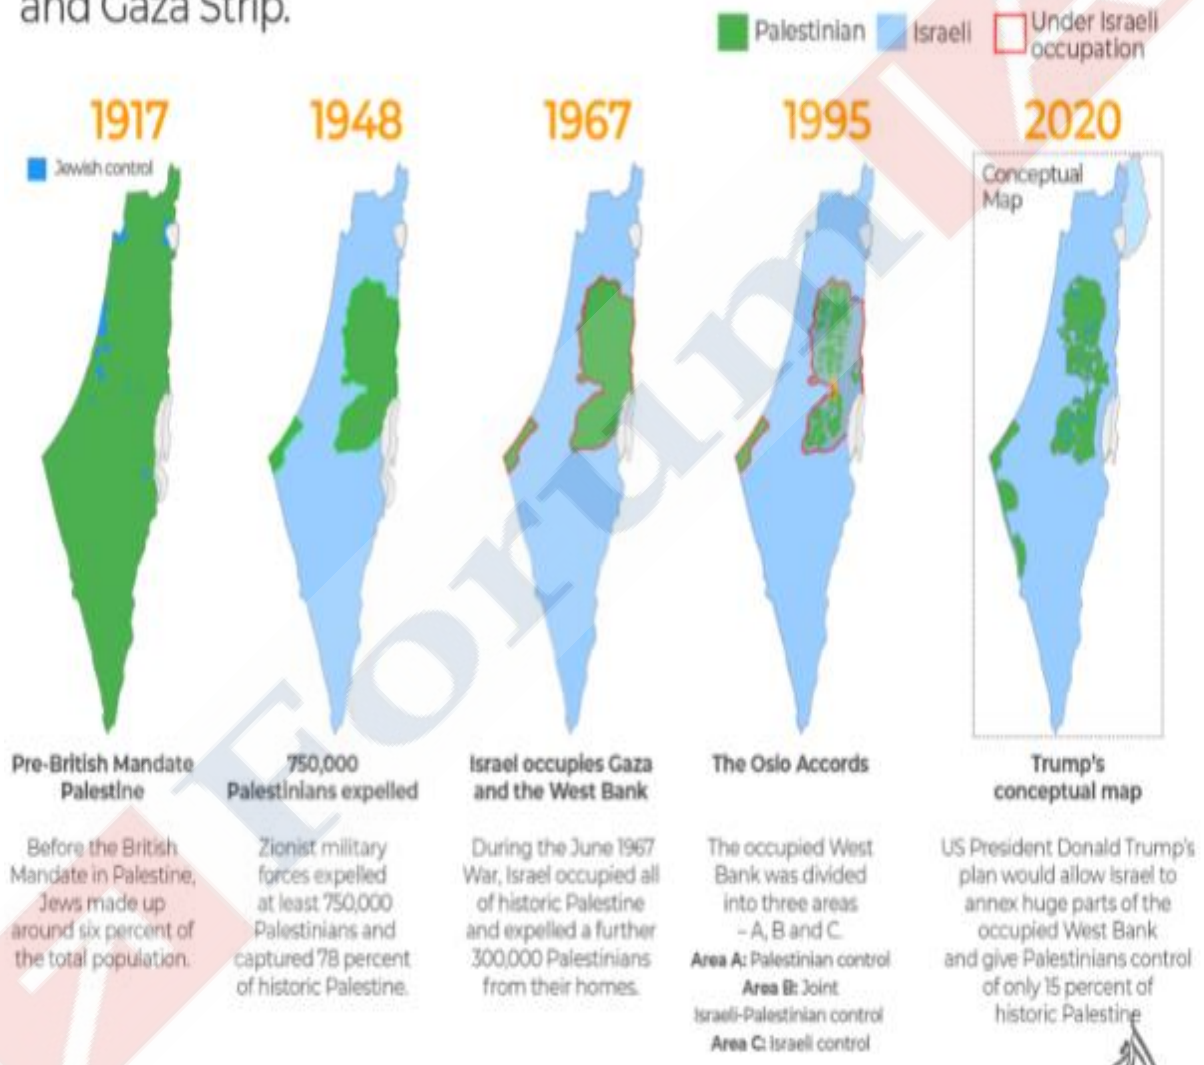 and Gaza Strip.
Palestinian
Israeli
Under Israeli
occupation
1917
Jewish control
Pre-British Mandate
Palestine
Before the British
Mandate in Palestine,
Jews made up
around six percent of
the total population.
1948
750,000
Palestinians expelled
Zionist military
forces expelled
at least 750,000
Palestinians and
captured 78 percent
of historic Palestine.
1967
Israel occupies Gaza
and the West Bank
During the June 1967
War, Israel occupied all
of historic Palestine
and expelled a further
300,000 Palestinians
from their homes.
1995
The Oslo Accords
The occupied West
Bank was divided
into three areas
– A, B and C.
Area A: Palestinian control
Area B: Joint
Israeli-Palestinian control
Area C: Israeli control
2020
Conceptual
Map
Trump's
conceptual map
US President Donald Trump's
plan would allow Israel to
annex huge parts of the
occupied West Bank
and give Palestinians control
of only 15 percent of
historic Palestine
Forum